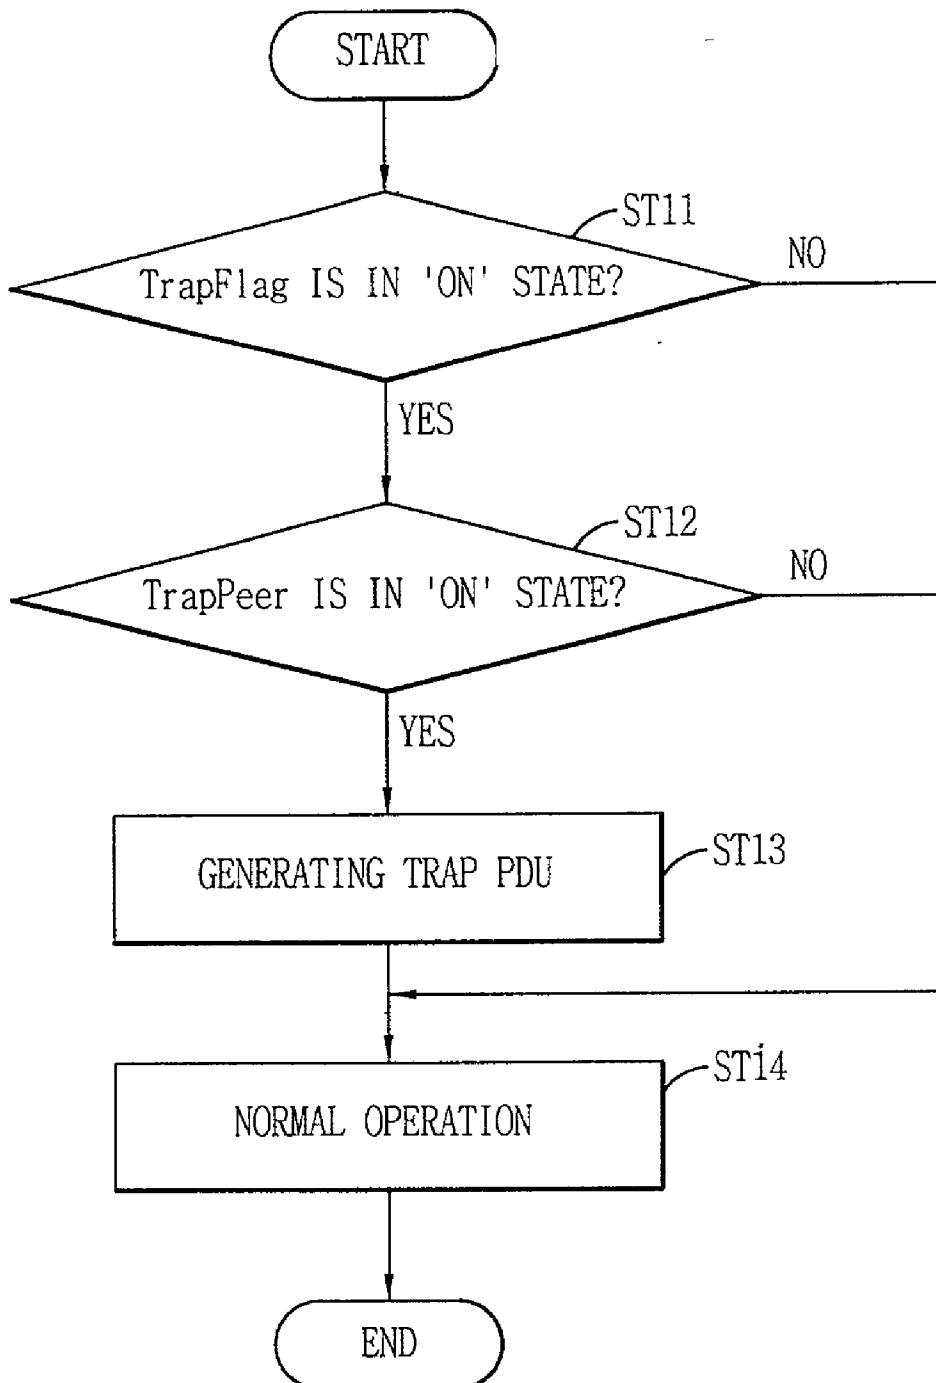 START
ST11
TrapFlag IS IN 'ON' STATE?
NO
YES
ST12
TrapPeer IS IN 'ON' STATE?
NO
YES
ST13
GENERATING TRAP PDU
ST14
NORMAL OPERATION
END